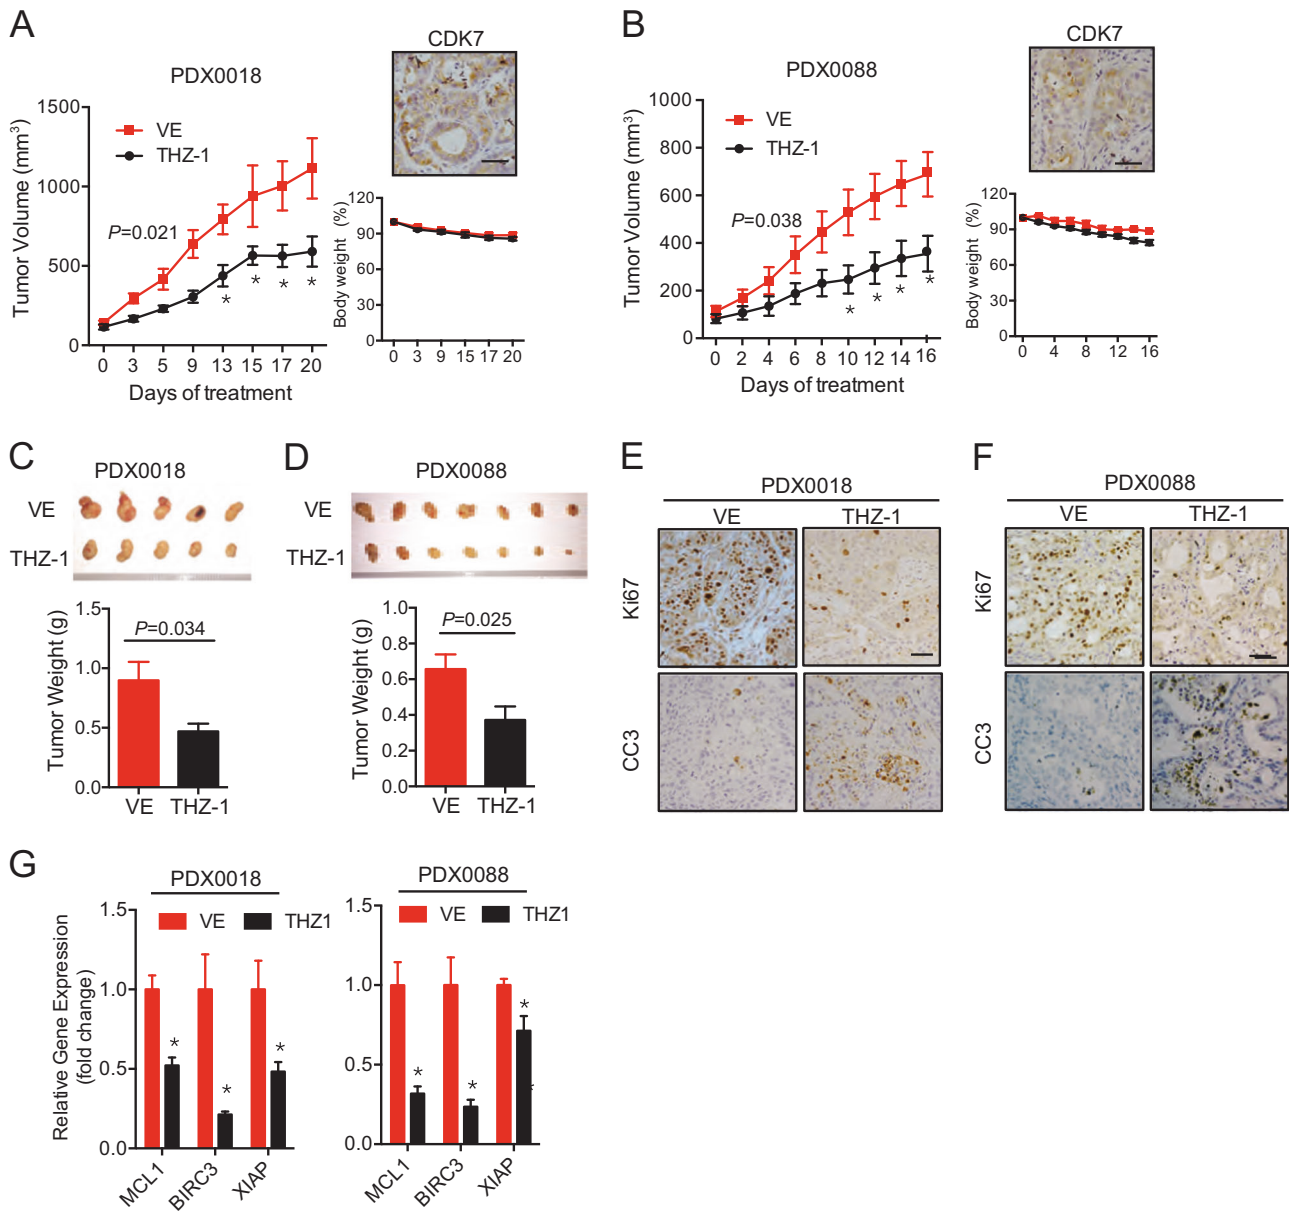 A
PDX0018
CDK7
Tumor Volume (mm³)
1500
1000
500
0
VE
THZ-1
P=0.021
*
*
*
*
0 3 5 9 13 15 17 20
Days of treatment
Body weight (%)
120
90
60
30
0
0 3 9 15 17 20
B
PDX0088
CDK7
Tumor Volume (mm³)
1000
800
600
400
200
0
VE
THZ-1
P=0.038
*
*
*
*
0 2 4 6 8 10 12 14 16
Days of treatment
Body weight (%)
120
90
60
30
0
0 4 8 12 16
C
PDX0018
VE
THZ-1
Tumor Weight (g)
1.5
1.0
0.5
0.0
P=0.034
VE THZ-1
D
PDX0088
VE
THZ-1
Tumor Weight (g)
1.0
0.8
0.6
0.4
0.2
0.0
P=0.025
VE THZ-1
E
PDX0018
VE THZ-1
Ki67
CC3
F
PDX0088
VE THZ-1
Ki67
CC3
G
PDX0018
Relative Gene Expression
(fold change)
1.5
1.0
0.5
0.0
VE THZ1
*
*
*
MCL1 BIRC3 XIAP
PDX0088
1.5
1.0
0.5
0.0
VE THZ1
*
*
*
MCL1 BIRC3 XIAP